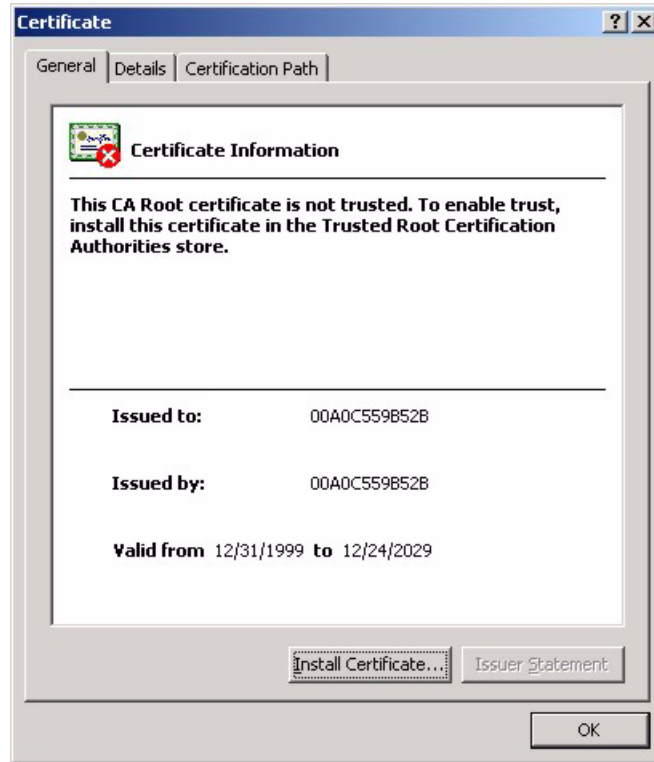 Certificate
General Details Certification Path
Certificate Information
This CA Root certificate is not trusted. To enable trust,
install this certificate in the Trusted Root Certification
Authorities store.
Issued to: 00A0C559B52B
Issued by: 00A0C559B52B
Valid from 12/31/1999 to 12/24/2029
Install Certificate... Issuer Statement
OK